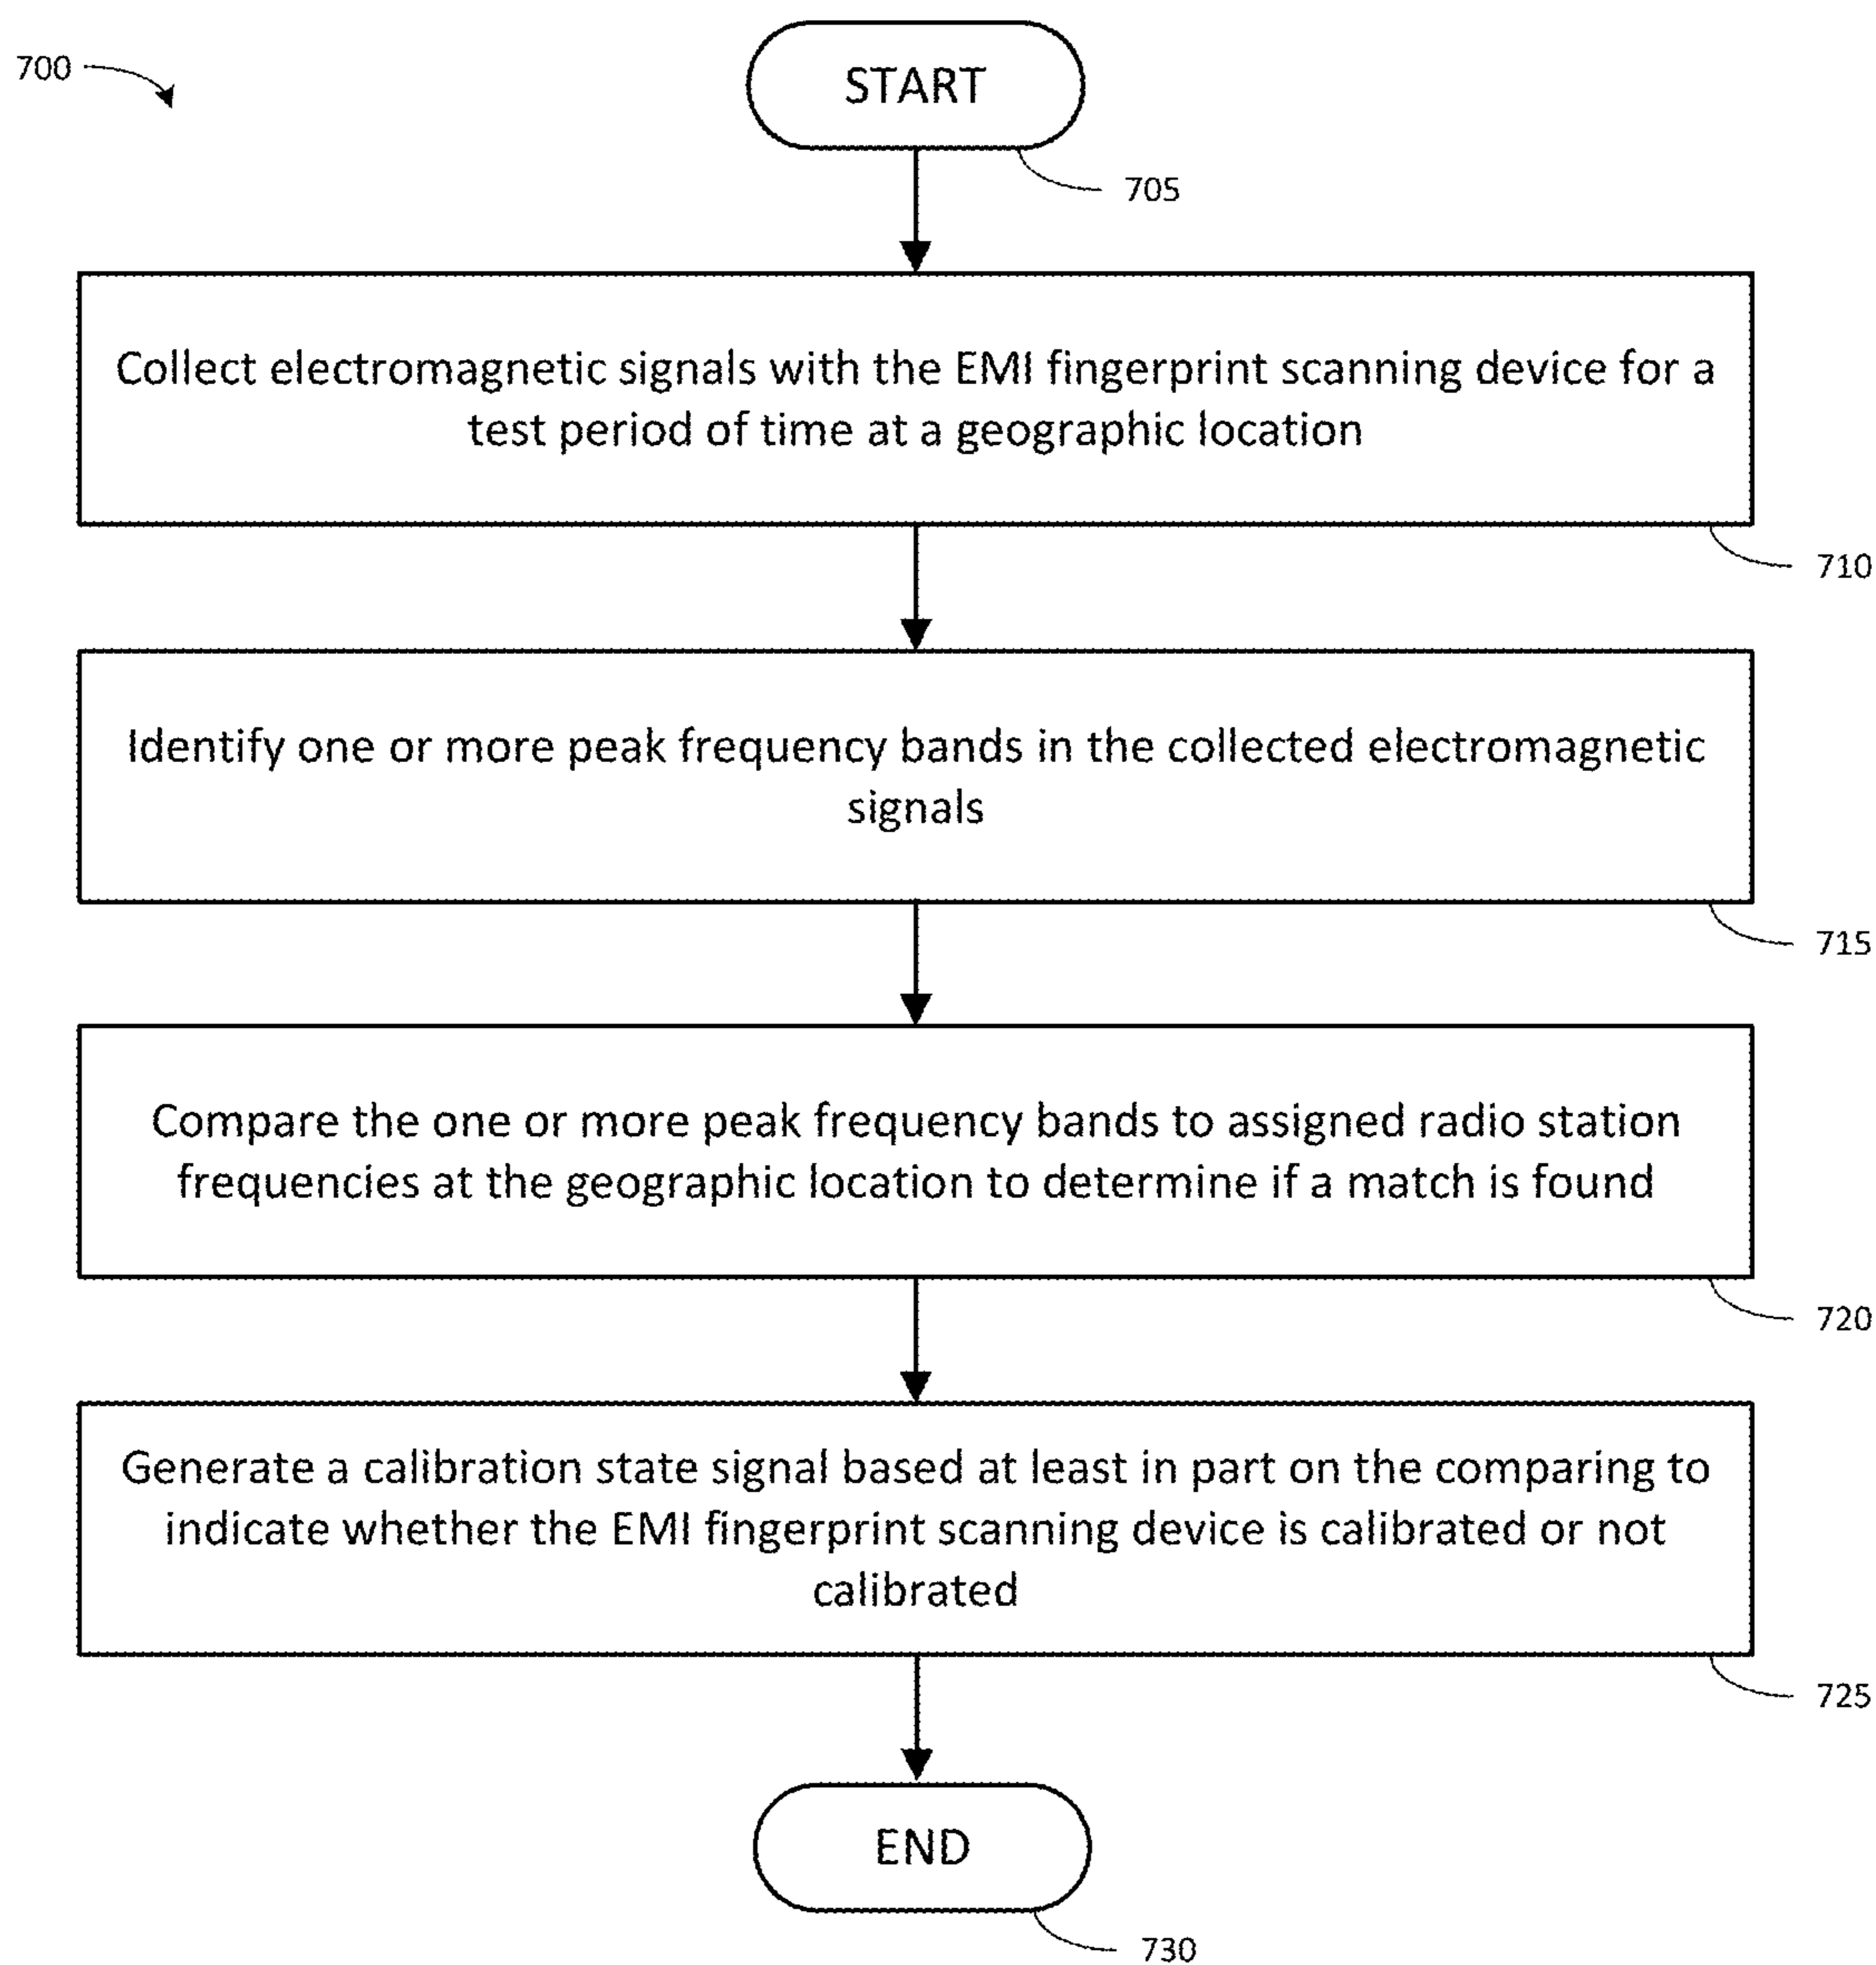 700
START
705
Collect electromagnetic signals with the EMI fingerprint scanning device for a
test period of time at a geographic location
710
Identify one or more peak frequency bands in the collected electromagnetic
signals
715
Compare the one or more peak frequency bands to assigned radio station
frequencies at the geographic location to determine if a match is found
720
Generate a calibration state signal based at least in part on the comparing to
indicate whether the EMI fingerprint scanning device is calibrated or not
calibrated
725
END
730